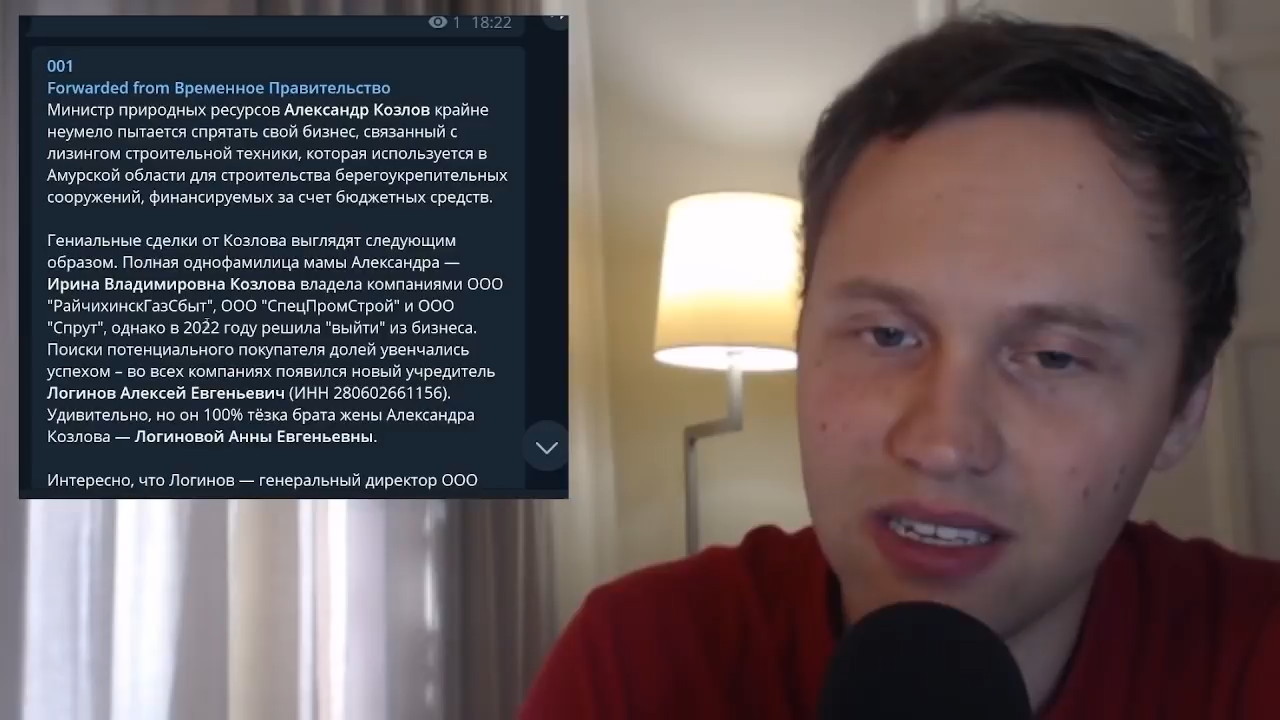 1 18:22
001
Forwarded from Временное Правительство
Министр природных ресурсов Александр Козлов крайне
неумело пытается спрятать свой бизнес, связанный с
лизингом строительной техники, которая используется в
Амурской области для строительства берегоукрепительных
сооружений, финансируемых за счет бюджетных средств.
Гениальные сделки от Козлова выглядят следующим
образом. Полная однофамилица мамы Александра —
Ирина Владимировна Козлова владела компаниями ООО
"РайчихинскГазСбыт", ООО "СпецПромСтрой" и ООО
"Спрут", однако в 2022 году решила "выйти" из бизнеса.
Поиски потенциального покупателя долей увенчались
успехом – во всех компаниях появился новый учредитель
Логинов Алексей Евгеньевич (ИНН 280602661156).
Удивительно, но он 100% тёзка брата жены Александра
Козлова — Логиновой Анны Евгеньевны.
Интересно, что Логинов — генеральный директор ООО